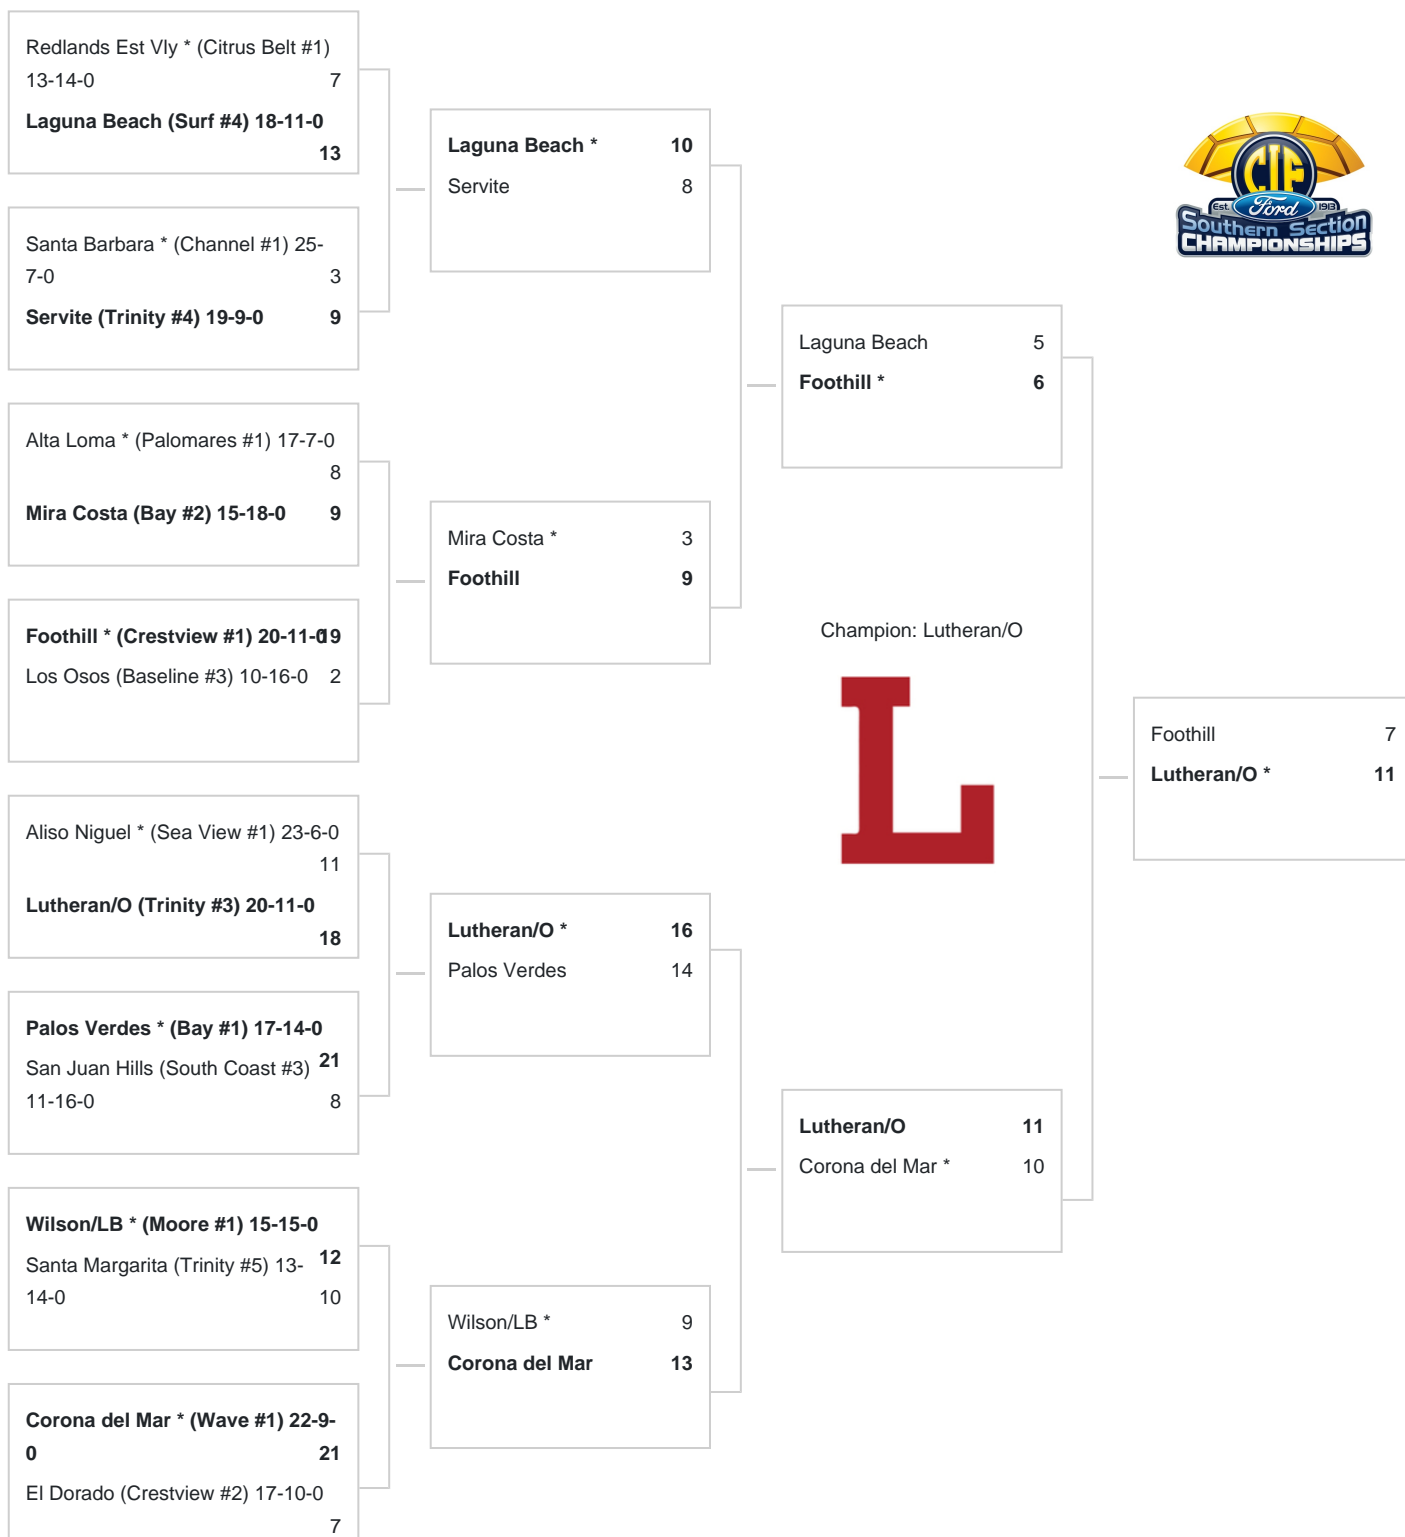 Redlands Est Vly * (Citrus Belt #1)
13-14-0 7
Laguna Beach (Surf #4) 18-11-0
13
Santa Barbara * (Channel #1) 25-
7-0 3
Servite (Trinity #4) 19-9-0 9
Alta Loma * (Palomares #1) 17-7-0
8
Mira Costa (Bay #2) 15-18-0 9
Foothill * (Crestview #1) 20-11-0 19
Los Osos (Baseline #3) 10-16-0 2
Aliso Niguel * (Sea View #1) 23-6-0
11
Lutheran/O (Trinity #3) 20-11-0
18
Palos Verdes * (Bay #1) 17-14-0
21
San Juan Hills (South Coast #3)
11-16-0 8
Wilson/LB * (Moore #1) 15-15-0
12
Santa Margarita (Trinity #5) 13-
14-0 10
Corona del Mar * (Wave #1) 22-9-
0 21
El Dorado (Crestview #2) 17-10-0
7
Laguna Beach * 10
Servite 8
Mira Costa * 3
Foothill 9
Lutheran/O * 16
Palos Verdes 14
Wilson/LB * 9
Corona del Mar 13
Laguna Beach 5
Foothill * 6
Lutheran/O 11
Corona del Mar * 10
Champion: Lutheran/O
L
Foothill 7
Lutheran/O * 11
CIF
Est. Ford 1913
Southern Section
CHAMPIONSHIPS